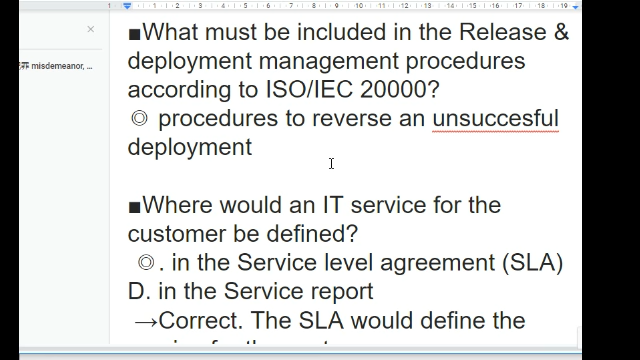 ■What must be included in the Release &
deployment management procedures
according to ISO/IEC 20000?
◎ procedures to reverse an unsuccesful
deployment
罪 misdemeanor, ...
■Where would an IT service for the
customer be defined?
◎. in the Service level agreement (SLA)
D. in the Service report
→Correct. The SLA would define the